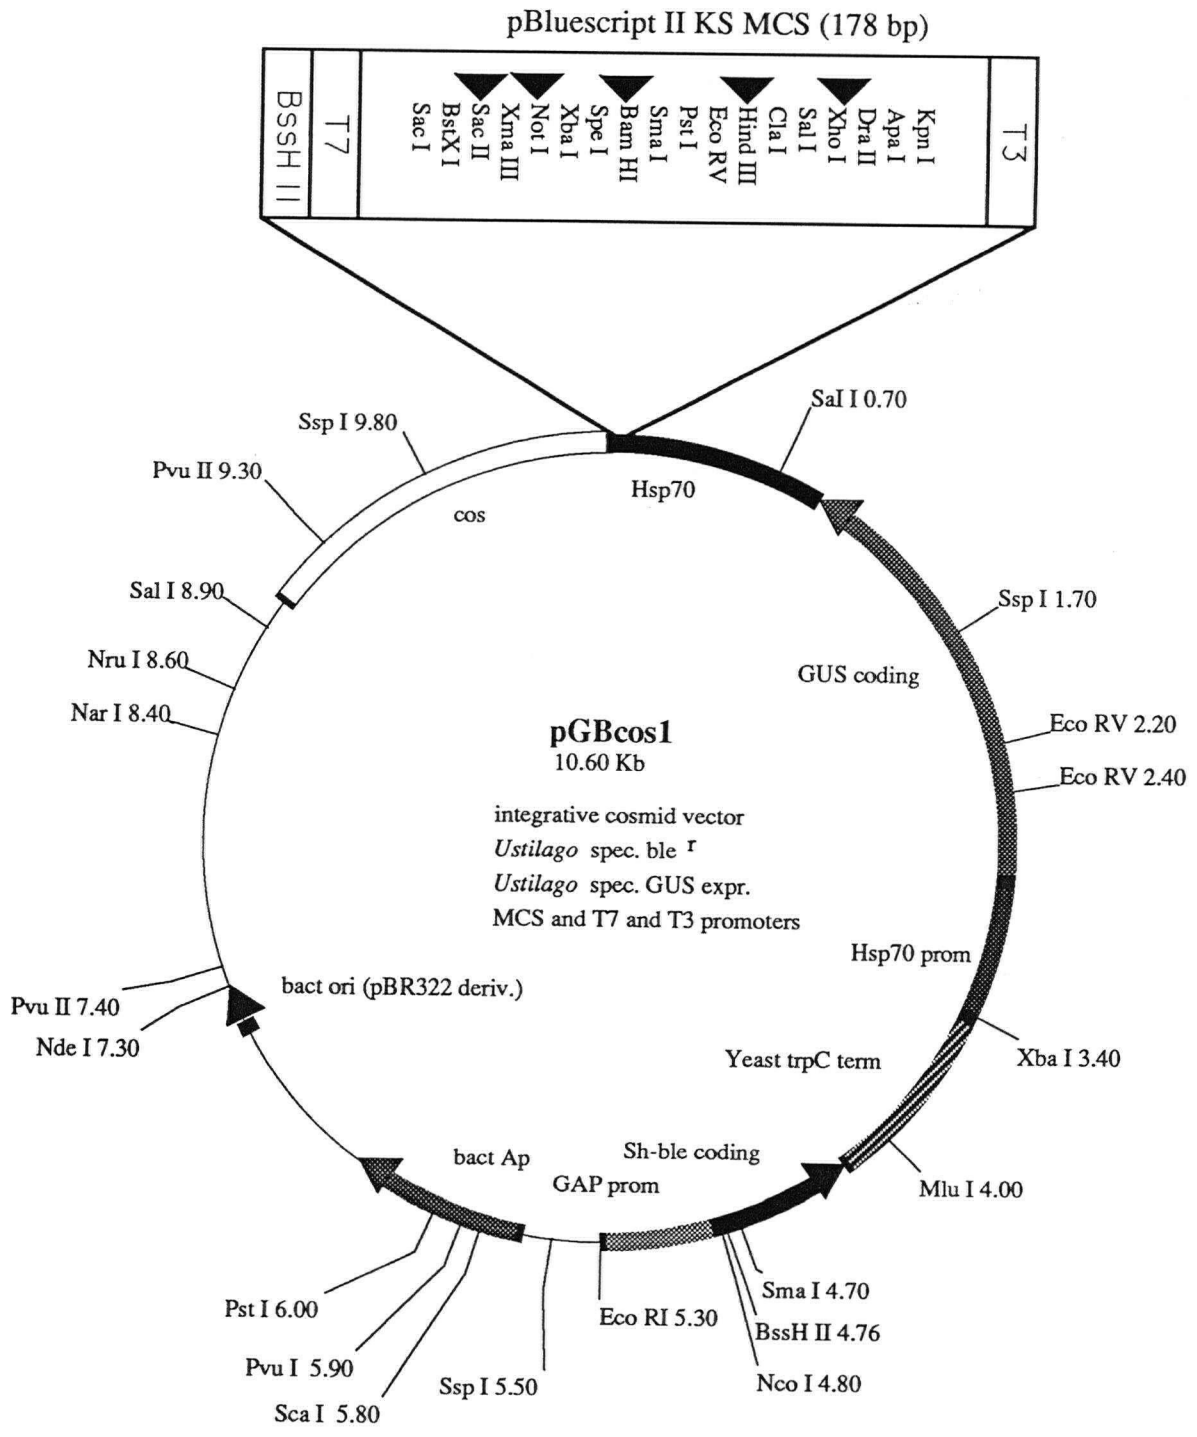 pBluescript II KS MCS (178 bp)
BssH II
T7
Sac I
BstX I
Sac II
Xma III
Not I
Xba I
Spe I
Bam HI
Sma I
Pst I
Eco RV
Hind III
Cla I
Sal I
Xho I
Dra II
Apa I
Kpn I
T3
Sal I 0.70
Ssp I 9.80
Pvu II 9.30
Hsp70
cos
Sal I 8.90
Ssp I 1.70
Nru I 8.60
GUS coding
Nar I 8.40
Eco RV 2.20
pGBcos1
10.60 Kb
Eco RV 2.40
integrative cosmid vector
Ustilago spec. ble r
Ustilago spec. GUS expr.
MCS and T7 and T3 promoters
Hsp70 prom
bact ori (pBR322 deriv.)
Pvu II 7.40
Nde I 7.30
Yeast trpC term
Xba I 3.40
Sh-ble coding
bact Ap
GAP prom
Mlu I 4.00
Sma I 4.70
Pst I 6.00
Eco RI 5.30
BssH II 4.76
Pvu I 5.90
Ssp I 5.50
Nco I 4.80
Sca I 5.80